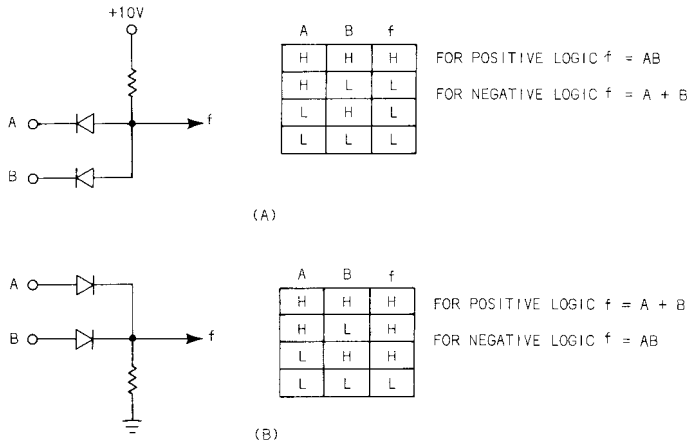 +10V
A
B
f
A B f
H H H
H L L
L H L
L L L
FOR POSITIVE LOGIC f = AB
FOR NEGATIVE LOGIC f = A + B
(A)
A
B
f
A B f
H H H
H L H
L H H
L L L
FOR POSITIVE LOGIC f = A + B
FOR NEGATIVE LOGIC f = AB
(B)